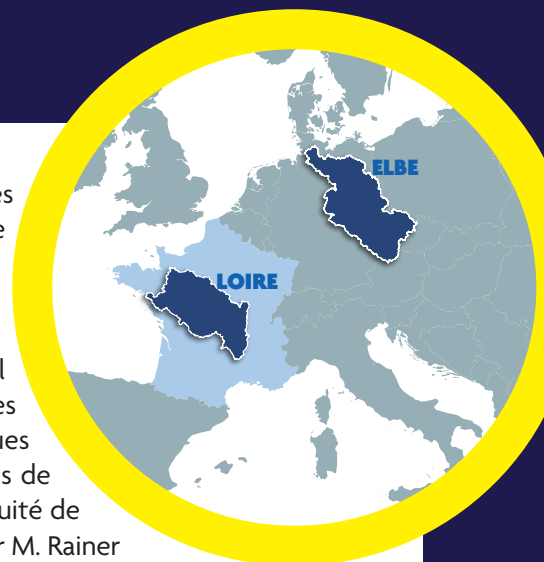 ELBE
LOIRE
es
e
l
es
ues
s de
uité de
r M. Rainer